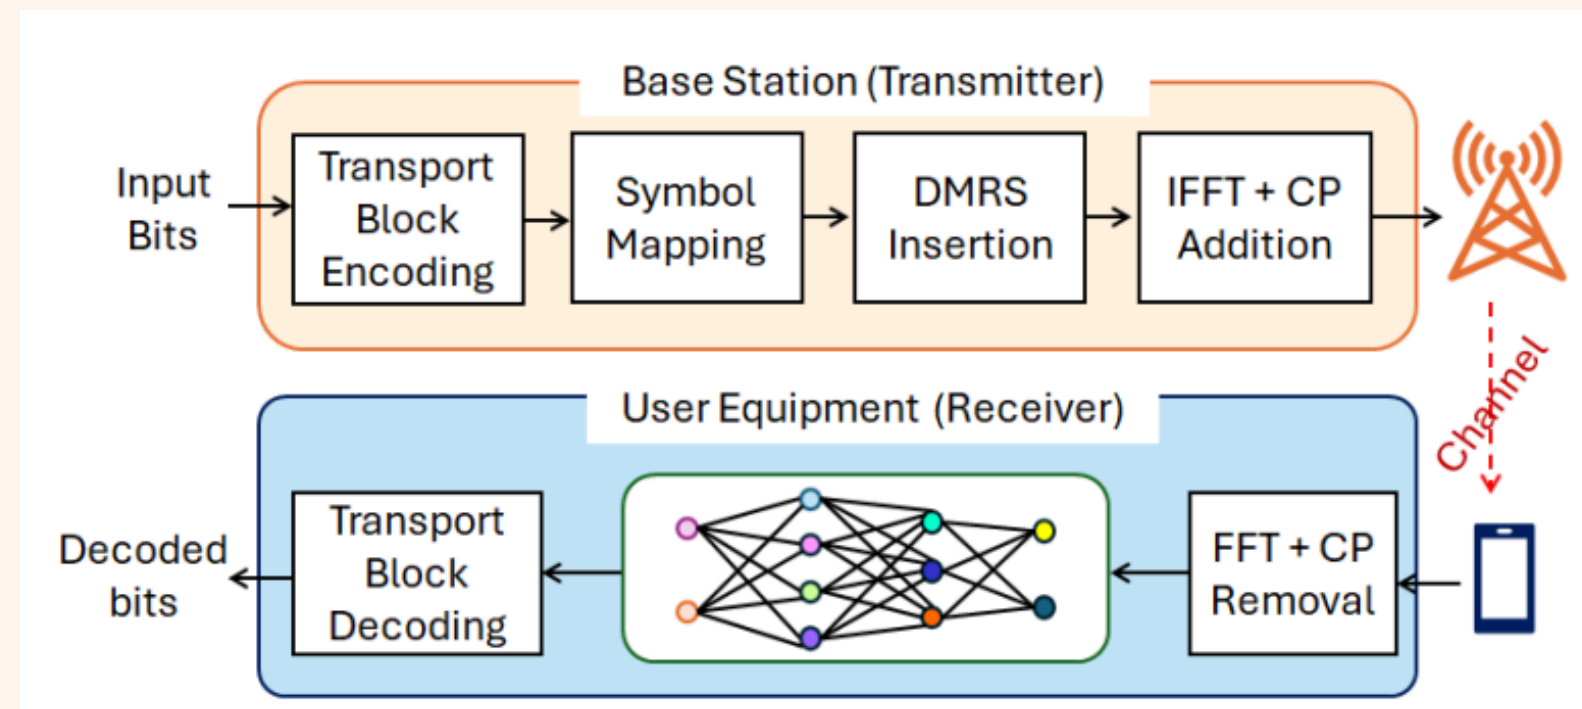 Base Station (Transmitter)
Input
Bits
Transport
Block
Encoding
Symbol
Mapping
DMRS
Insertion
IFFT + CP
Addition
Channel
User Equipment (Receiver)
Decoded
bits
Transport
Block
Decoding
FFT + CP
Removal